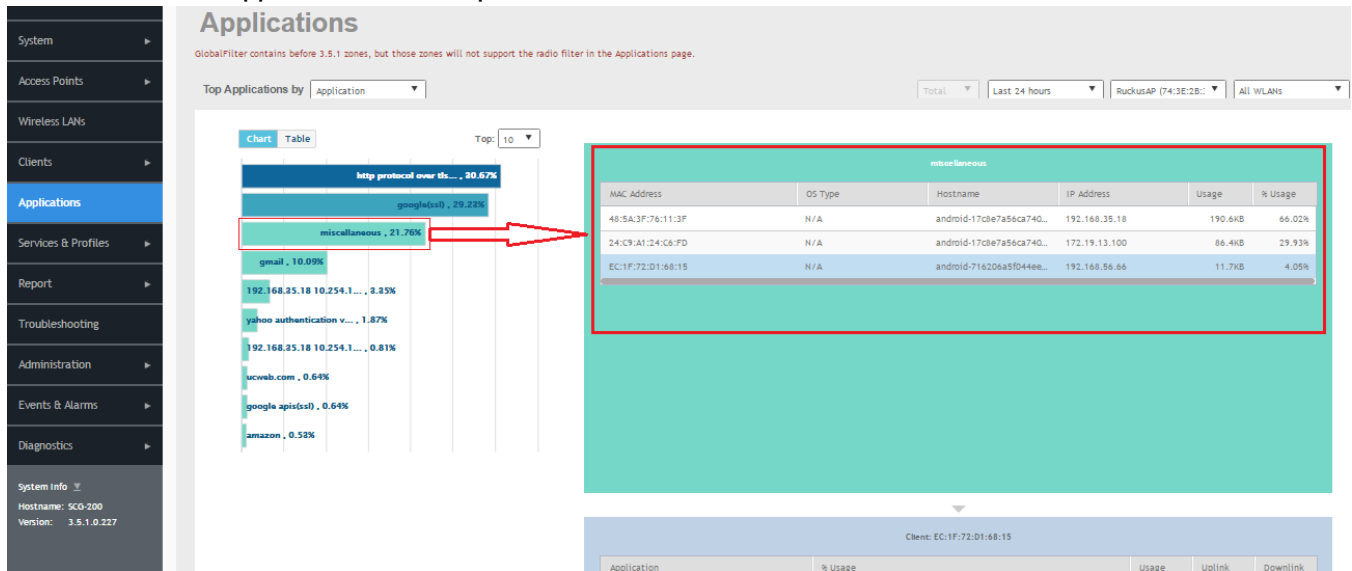 Applications
GlobalFilter contains before 3.5.1 zones, but those zones will not support the radio filter in the Applications page.
System
Access Points
Wireless LANs
Clients
Applications
Services & Profiles
Report
Troubleshooting
Administration
Events & Alarms
Diagnostics
System Info
Hostname: SCG-200
Version: 3.5.1.0.227
Top Applications by Application
Total Last 24 hours RuckusAP (74:3E:2B:: All WLANs
Chart Table Top: 10
http protocol over tls... , 30.67%
google(ssl) , 29.23%
miscellaneous , 21.76%
gmail , 10.09%
192.168.35.18 10.254.1... , 3.35%
yahoo authentication v... , 1.87%
192.168.35.18 10.254.1... , 0.81%
ucweb.com , 0.64%
google apis(ssl) , 0.64%
amazon , 0.58%
miscellaneous
MAC Address OS Type Hostname IP Address Usage % Usage
48:5A:3F:76:11:3F N/A android-17c8e7a56ca740... 192.168.35.18 190.6KB 66.02%
24:C9:A1:24:C6:FD N/A android-17c8e7a56ca740... 172.19.13.100 86.4KB 29.93%
EC:1F:72:D1:68:15 N/A android-716206a5f044ee... 192.168.56.66 11.7KB 4.05%
Client: EC:1F:72:D1:68:15
Application % Usage Usage Uplink Downlink